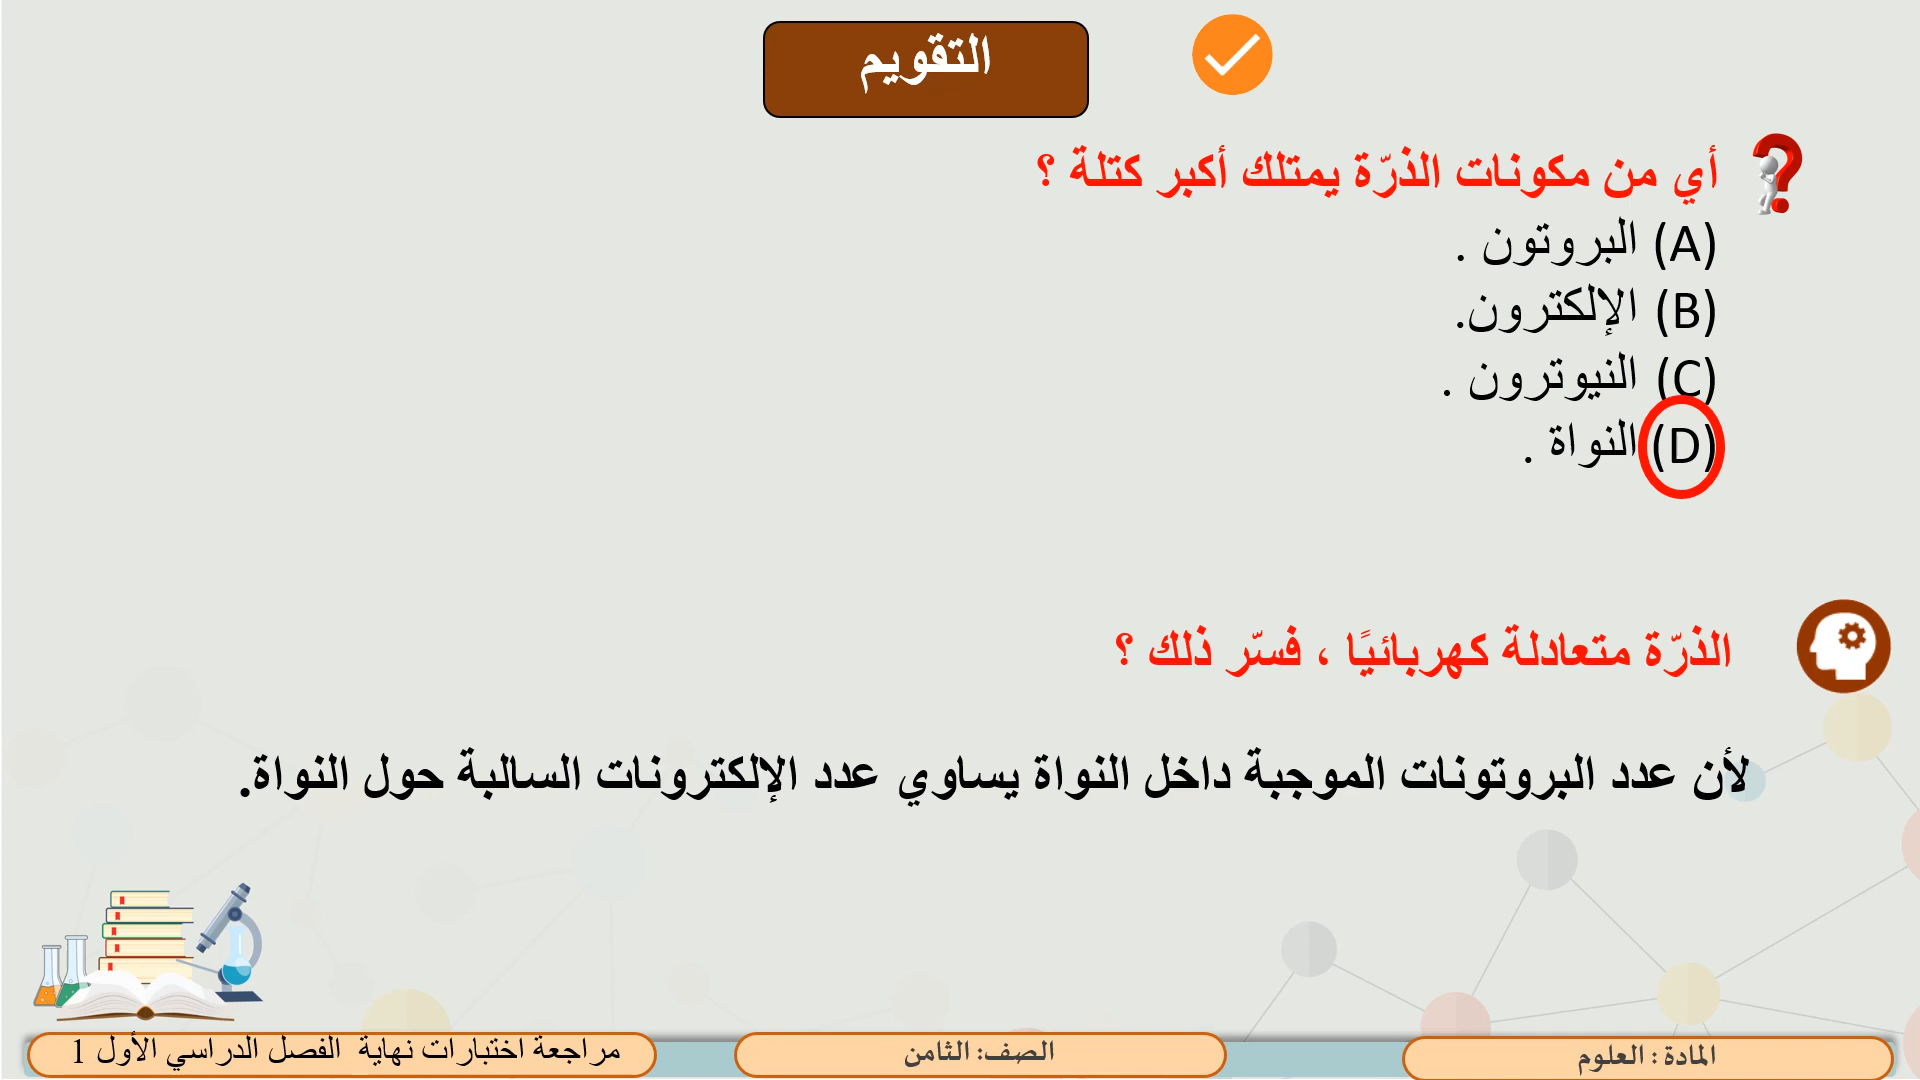 التقويم
أي من مكونات الذرّة يمتلك أكبر كتلة ؟
(A) البروتون .
(B) الإلكترون.
(C) النيوترون .
(D) النواة .
الذرّة متعادلة كهربائيًا ، فسّر ذلك ؟
لأن عدد البروتونات الموجبة داخل النواة يساوي عدد الإلكترونات السالبة حول النواة.
المادة : العلوم
الصف: الثامن
مراجعة اختبارات نهاية الفصل الدراسي الأول 1